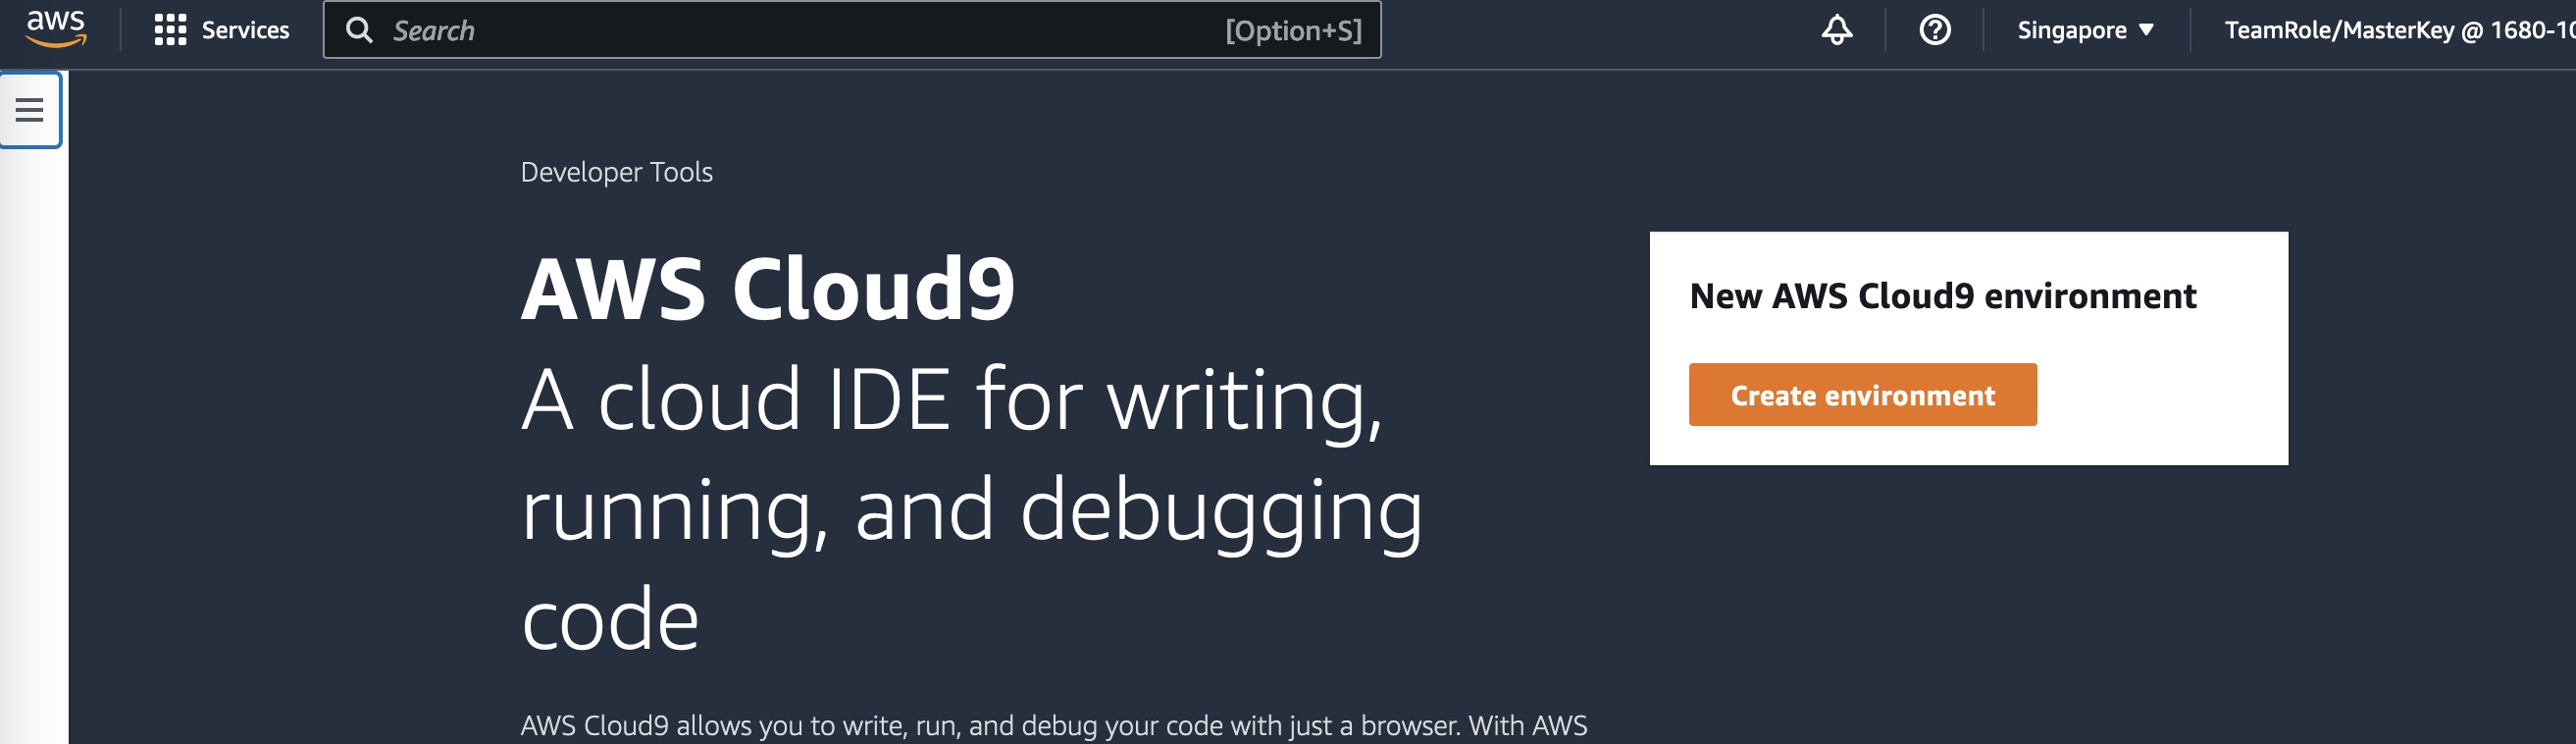 aws
Services
Search
[Option+S]
Singapore
TeamRole/MasterKey @ 1680-10
Developer Tools
AWS Cloud9
A cloud IDE for writing,
running, and debugging
code
AWS Cloud9 allows you to write, run, and debug your code with just a browser. With AWS
New AWS Cloud9 environment
Create environment